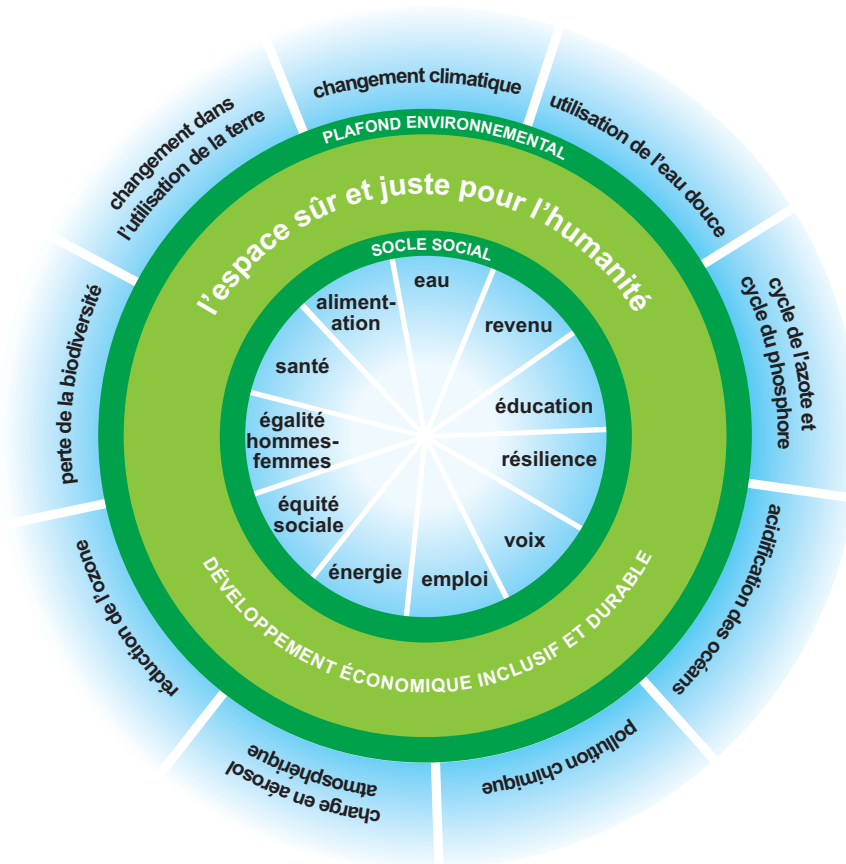 changement climatique
utilisation de l'eau douce
cycle de l'azote et
cycle du phosphore
acidification des océans
pollution chimique
charge en aérosol
atmosphérique
réduction de l'ozone
perte de la biodiversité
changement dans
l'utilisation de la terre
PLAFOND ENVIRONNEMENTAL
l'espace sûr et juste pour l'humanité
SOCLE SOCIAL
eau
revenu
éducation
résilience
voix
emploi
énergie
équité
sociale
égalité
hommes-
femmes
santé
aliment-
ation
DÉVELOPPEMENT ÉCONOMIQUE INCLUSIF ET DURABLE